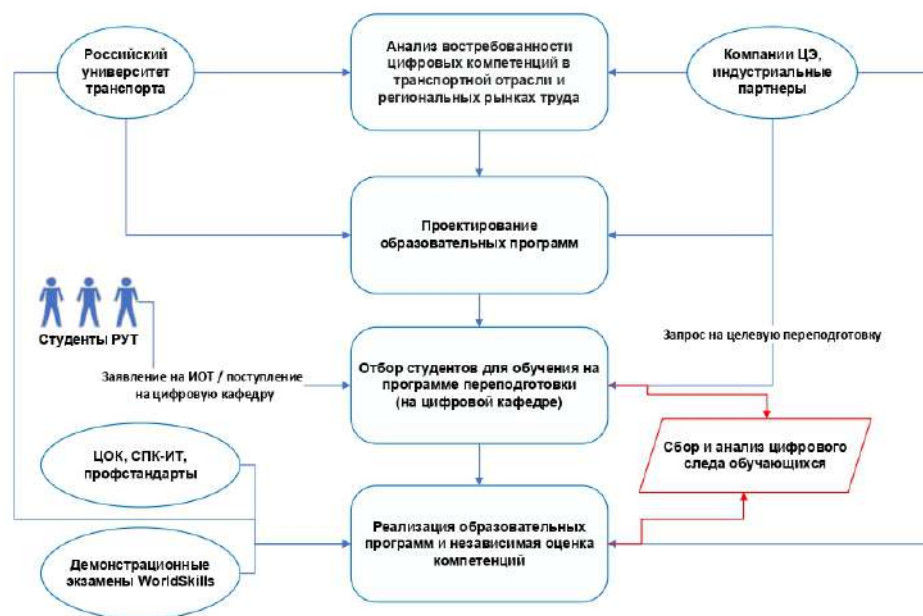 Российский
университет
транспорта
Анализ востребованности
цифровых компетенций в
транспортной отрасли и
региональных рынках труда
Компании ЦЭ,
индустриальные
партнеры
Проектирование
образовательных программ
Студенты РУТ
Запрос на целевую переподготовку
Заявление на ИОТ / поступление
на цифровую кафедру
Отбор студентов для обучения на
программе переподготовки
(на цифровой кафедре)
Сбор и анализ цифрового
следа обучающихся
ЦОК, СПК-ИТ,
профстандарты
Реализация образовательных
программ и независимая оценка
компетенций
Демонстрационные
экзамены WorldSkills